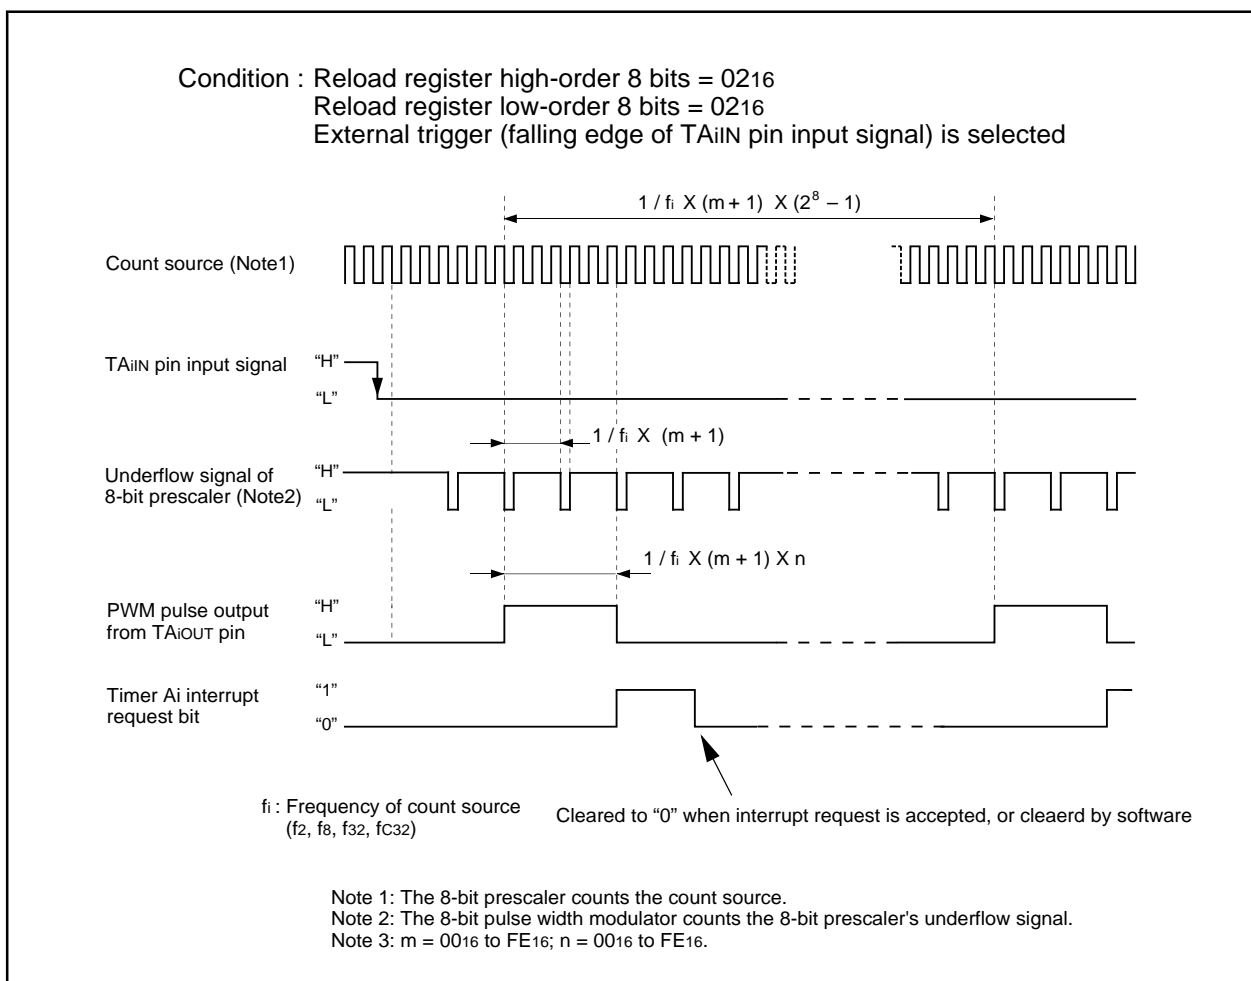 Condition : Reload register high-order 8 bits = 0216
Reload register low-order 8 bits = 0216
External trigger (falling edge of TAiIN pin input signal) is selected
1 / fi X (m + 1) X (2^8 – 1)
Count source (Note1)
TAiIN pin input signal
“H”
“L”
1 / fi X (m + 1)
Underflow signal of
8-bit prescaler (Note2)
“H”
“L”
1 / fi X (m + 1) X n
PWM pulse output
from TAiOUT pin
“H”
“L”
Timer Ai interrupt
request bit
“1”
“0”
fi : Frequency of count source
(f2, f8, f32, fC32)
Cleared to “0” when interrupt request is accepted, or cleaerd by software
Note 1: The 8-bit prescaler counts the count source.
Note 2: The 8-bit pulse width modulator counts the 8-bit prescaler's underflow signal.
Note 3: m = 0016 to FE16; n = 0016 to FE16.